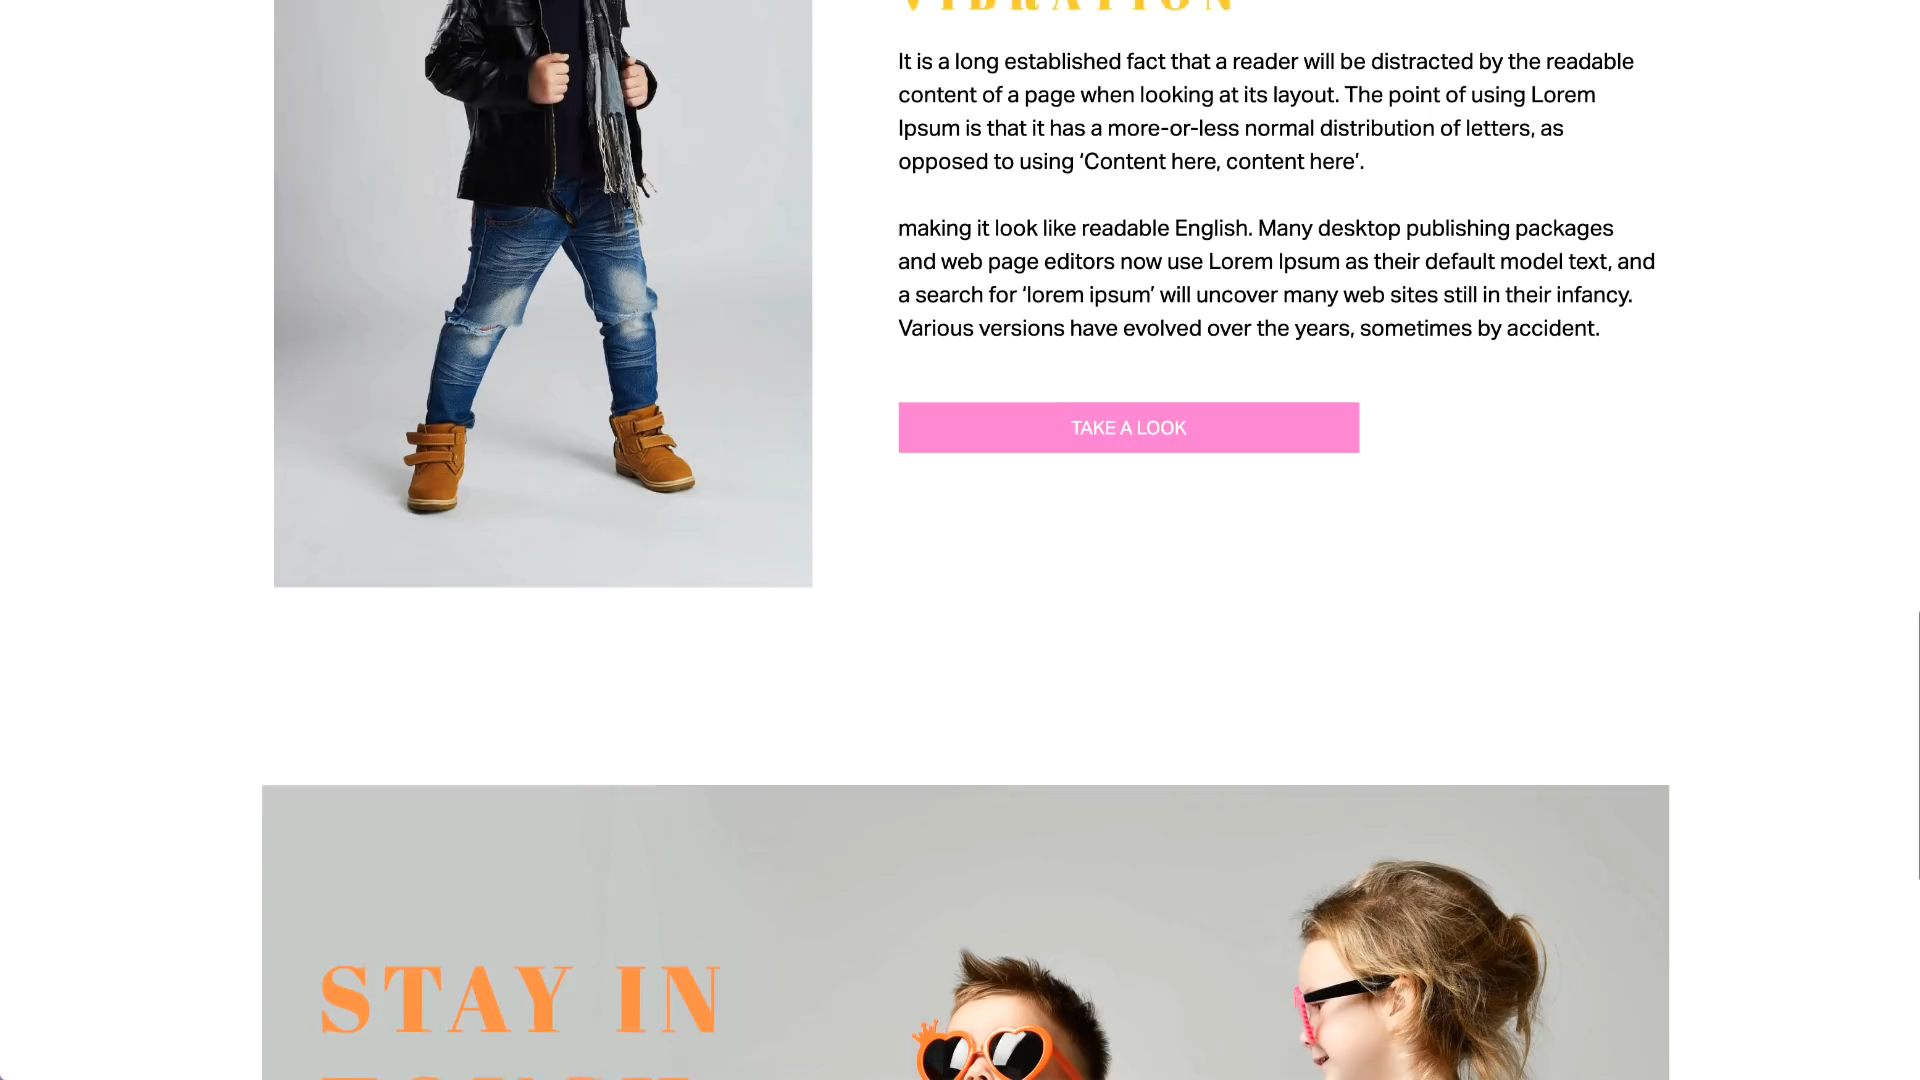 VIBRATION
It is a long established fact that a reader will be distracted by the readable
content of a page when looking at its layout. The point of using Lorem
Ipsum is that it has a more-or-less normal distribution of letters, as
opposed to using ‘Content here, content here’.
making it look like readable English. Many desktop publishing packages
and web page editors now use Lorem Ipsum as their default model text, and
a search for ‘lorem ipsum’ will uncover many web sites still in their infancy.
Various versions have evolved over the years, sometimes by accident.
TAKE A LOOK
STAY IN